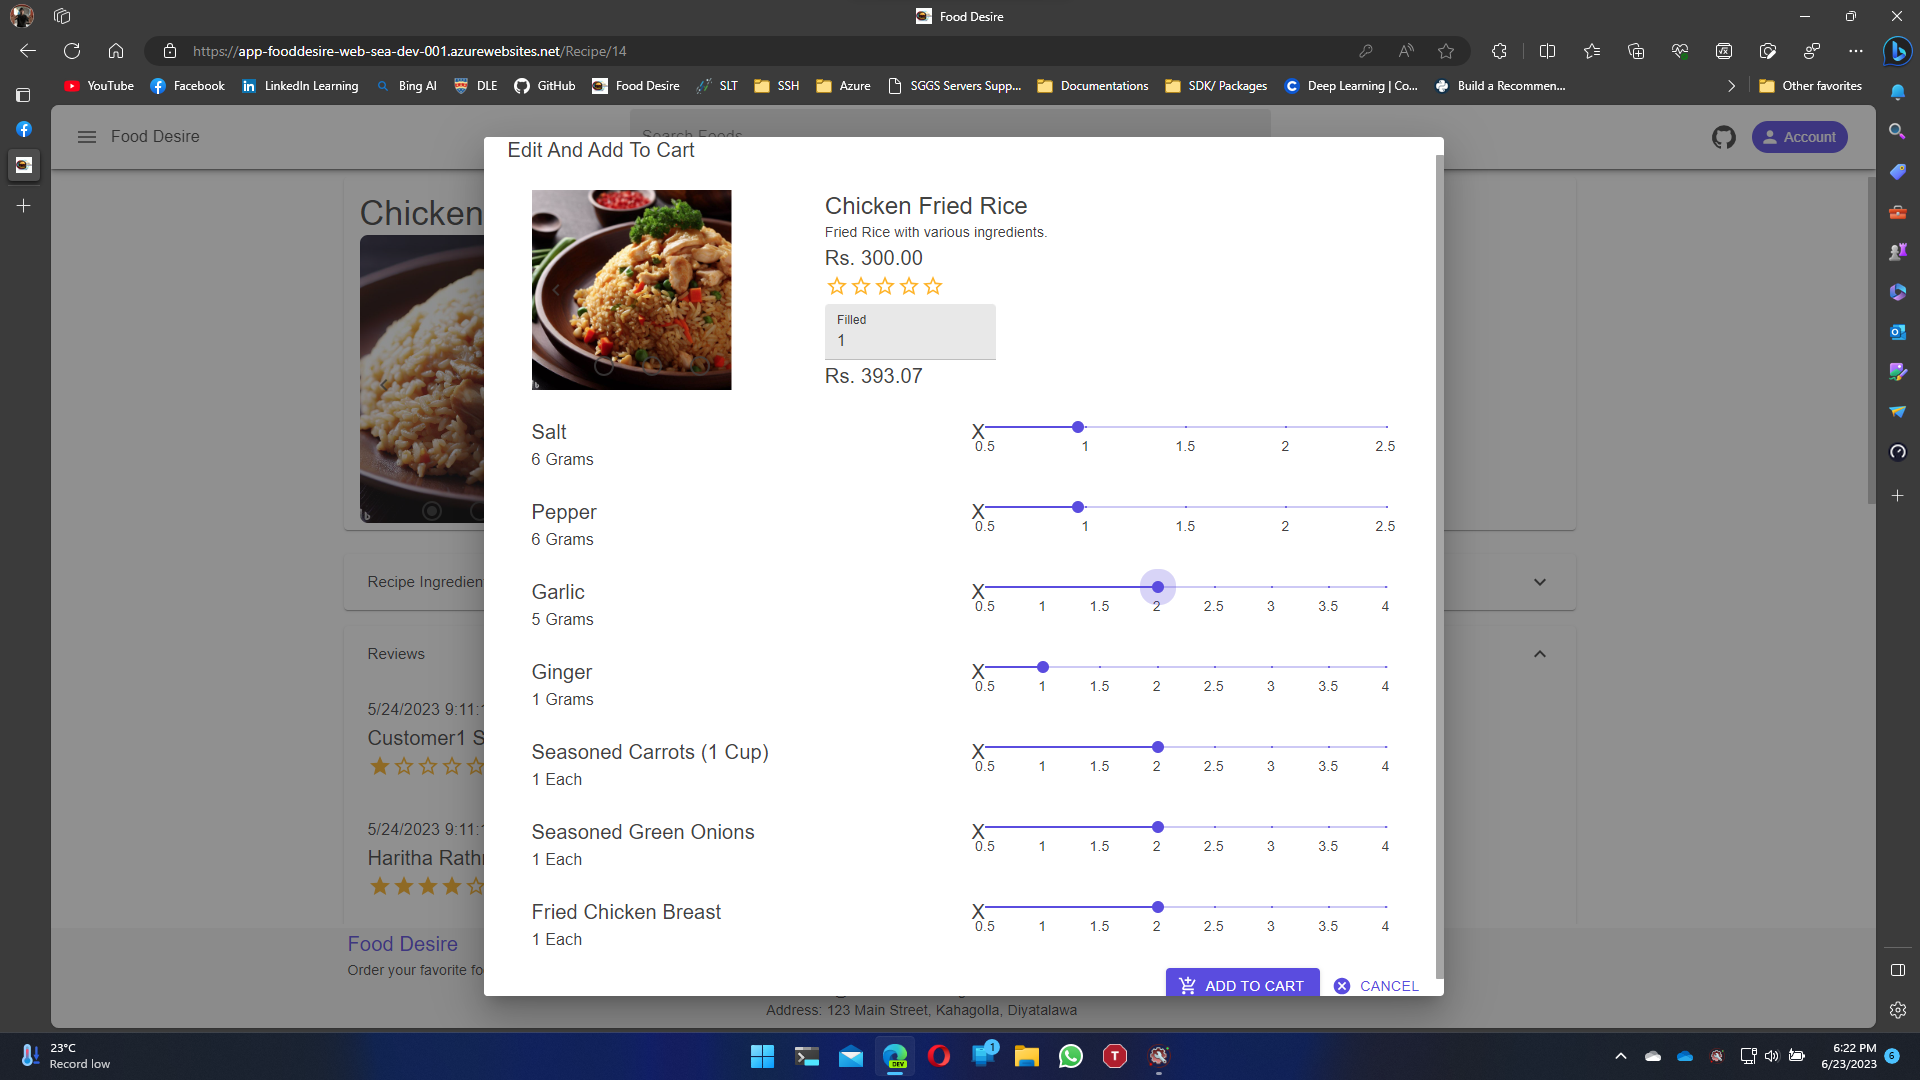 Food Desire
https://app-fooddesire-web-sea-dev-001.azurewebsites.net/Recipe/14
YouTube Facebook LinkedIn Learning Bing AI DLE GitHub Food Desire SLT SSH Azure SGGS Servers Supp... Documentations SDK/ Packages Deep Learning | Co... Build a Recommen... Other favorites
Food Desire
Search Foods
Account
Edit And Add To Cart
Chicken
Chicken Fried Rice
Fried Rice with various ingredients.
Rs. 300.00
Filled
1
Rs. 393.07
Salt
6 Grams
X
0.5 1 1.5 2 2.5
Pepper
6 Grams
X
0.5 1 1.5 2 2.5
Recipe Ingredien
Garlic
5 Grams
X
0.5 1 1.5 2 2.5 3 3.5 4
Reviews
Ginger
1 Grams
X
0.5 1 1.5 2 2.5 3 3.5 4
5/24/2023 9:11:1
Customer1 S
Seasoned Carrots (1 Cup)
1 Each
X
0.5 1 1.5 2 2.5 3 3.5 4
5/24/2023 9:11:1
Haritha Rath
Seasoned Green Onions
1 Each
X
0.5 1 1.5 2 2.5 3 3.5 4
Fried Chicken Breast
1 Each
X
0.5 1 1.5 2 2.5 3 3.5 4
Food Desire
Order your favorite fo
ADD TO CART
CANCEL
Address: 123 Main Street, Kahagolla, Diyatalawa
23°C
Record low
DEV
1
T
6:22 PM
6/23/2023
6